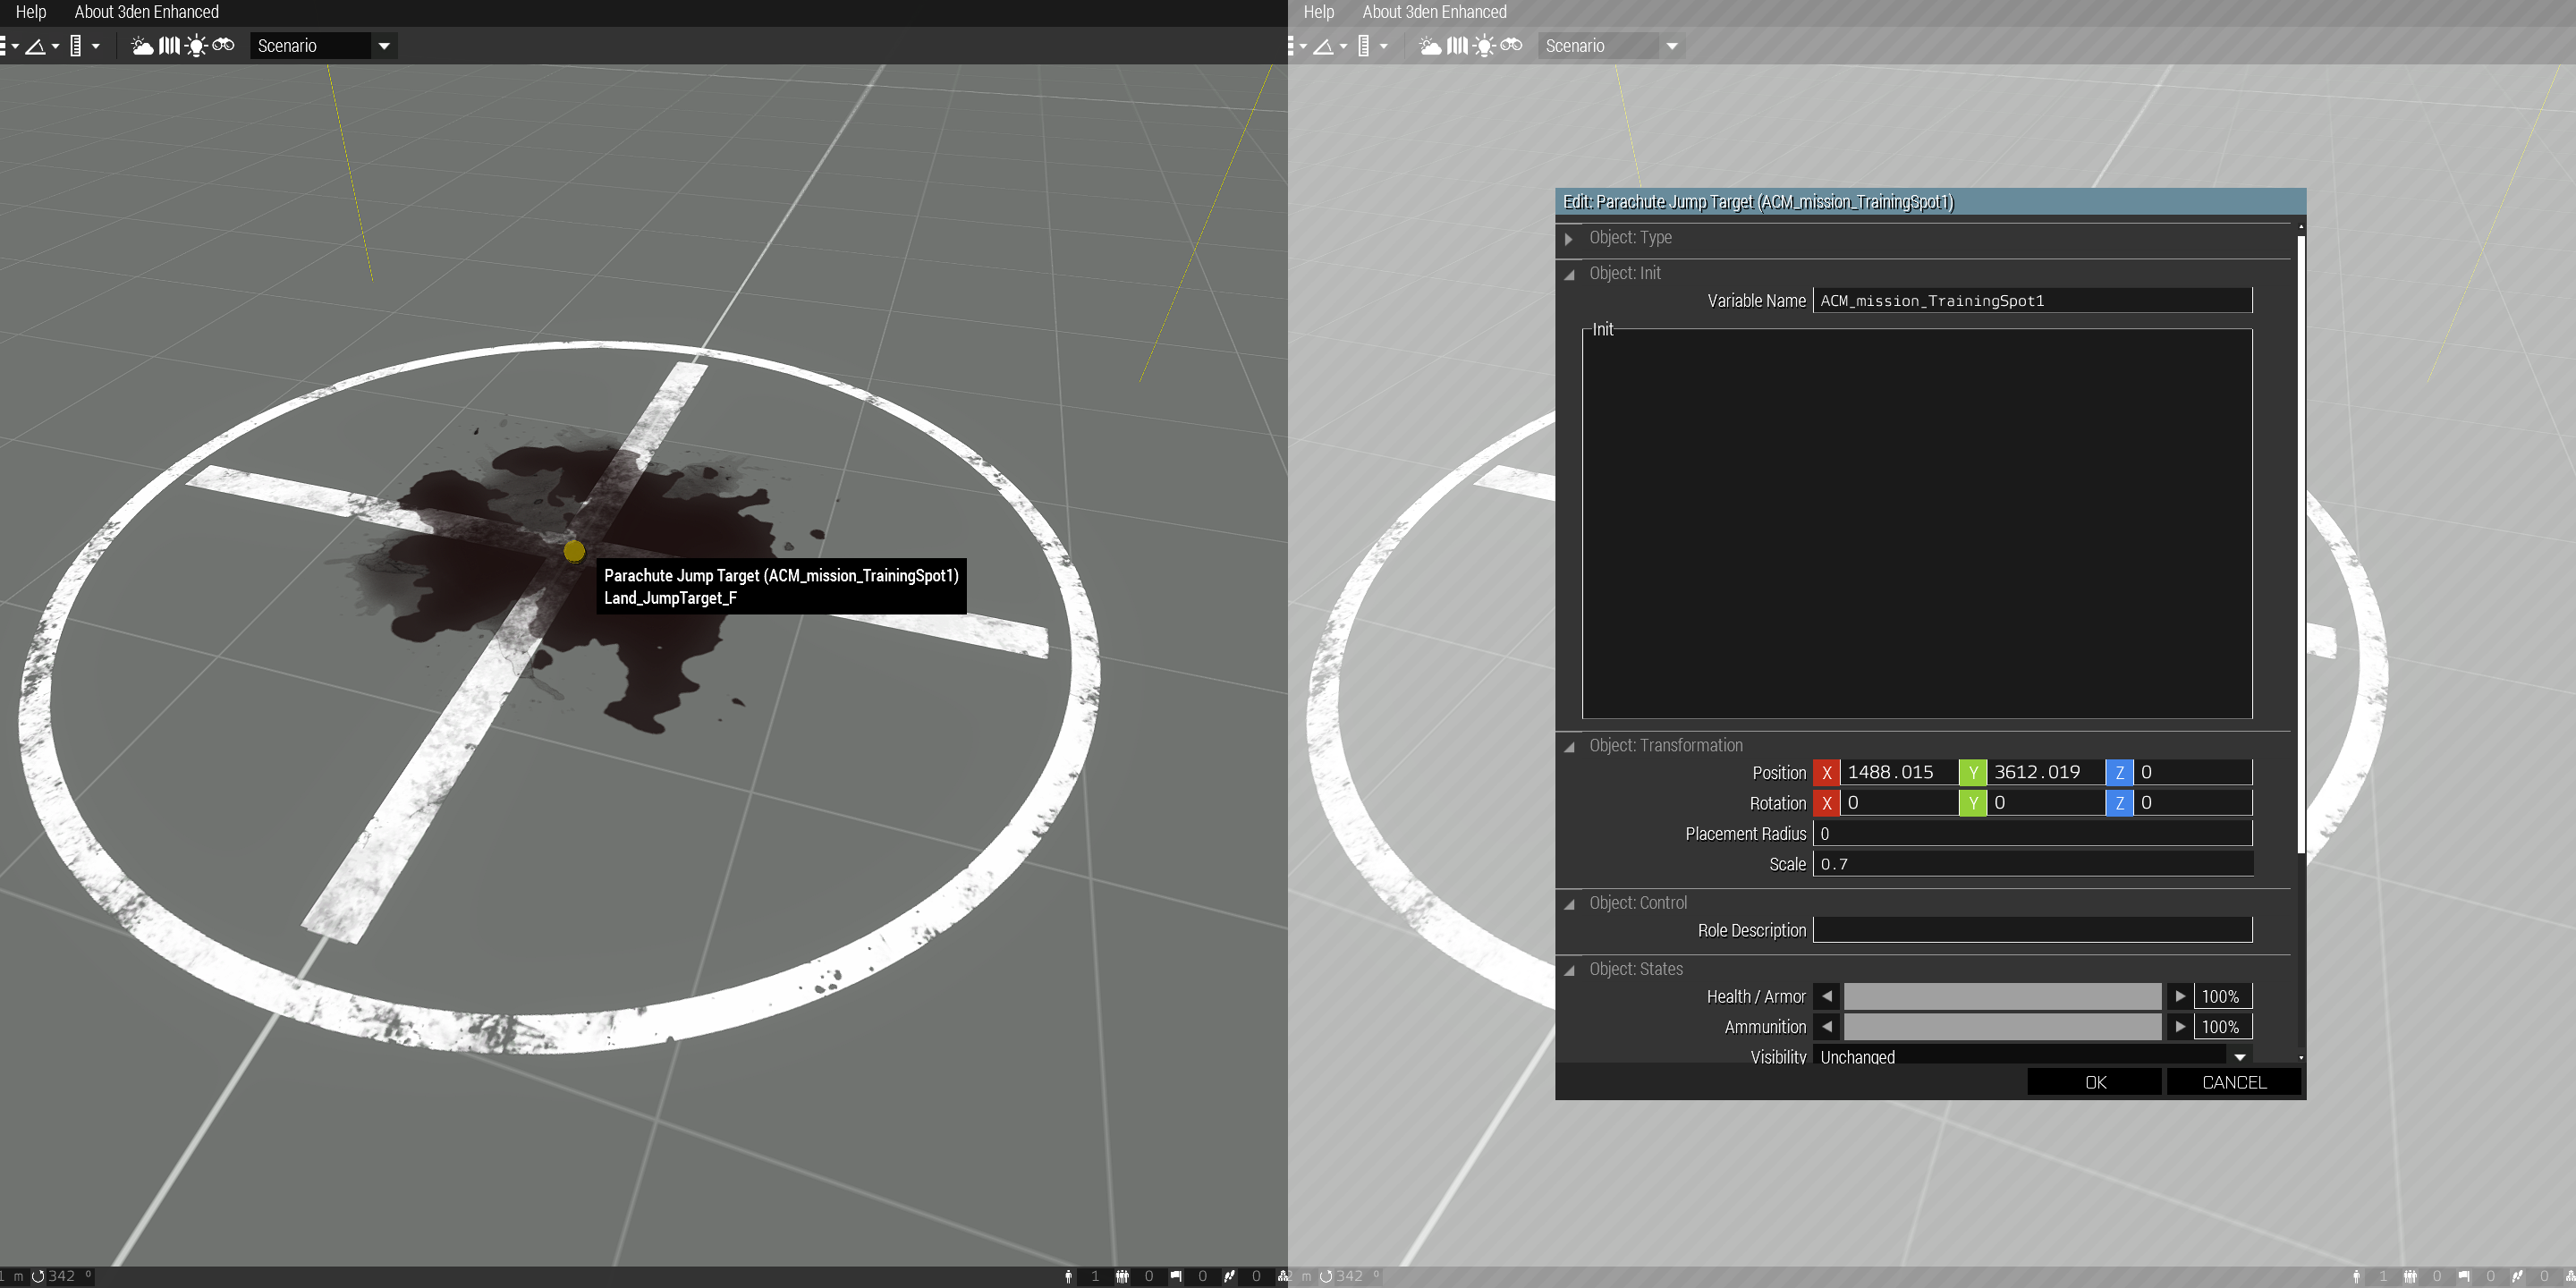 Help About 3den Enhanced
Scenario
Parachute Jump Target (ACM_mission_TrainingSpot1)
Land_JumpTarget_F
m 342 °
1 0 0 0
Help About 3den Enhanced
Scenario
Edit: Parachute Jump Target (ACM_mission_TrainingSpot1)
Object: Type
Object: Init
Variable Name ACM_mission_TrainingSpot1
Init
Object: Transformation
Position X 1488.015 Y 3612.019 Z 0
Rotation X 0 Y 0 Z 0
Placement Radius 0
Scale 0.7
Object: Control
Role Description
Object: States
Health / Armor 100%
Ammunition 100%
Visibility Unchanged
OK CANCEL
m 342 °
1 0 0 0